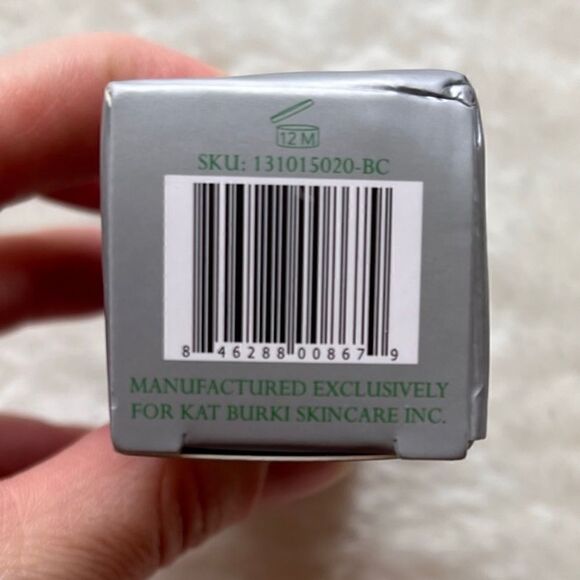 12 M
SKU: 131015020-BC
8 46288 00867 9
MANUFACTURED EXCLUSIVELY
FOR KAT BURKI SKINCARE INC.